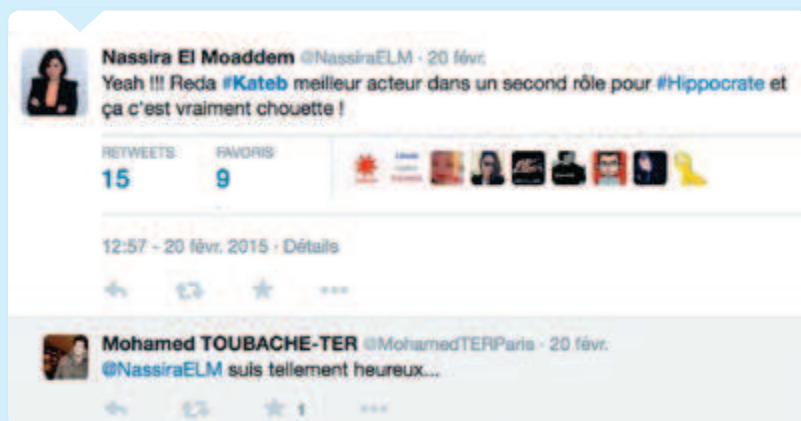 Nassira El Moaddem @NassiraELM · 20 févr.
Yeah !!! Reda #Kateb meilleur acteur dans un second rôle pour #Hippocrate et
ça c'est vraiment chouette !
RETWEETS FAVORIS
15 9
12:57 - 20 févr. 2015 · Détails
Mohamed TOUBACHE-TER @MohamedTERParis · 20 févr.
@NassiraELM suis tellement heureux...
1